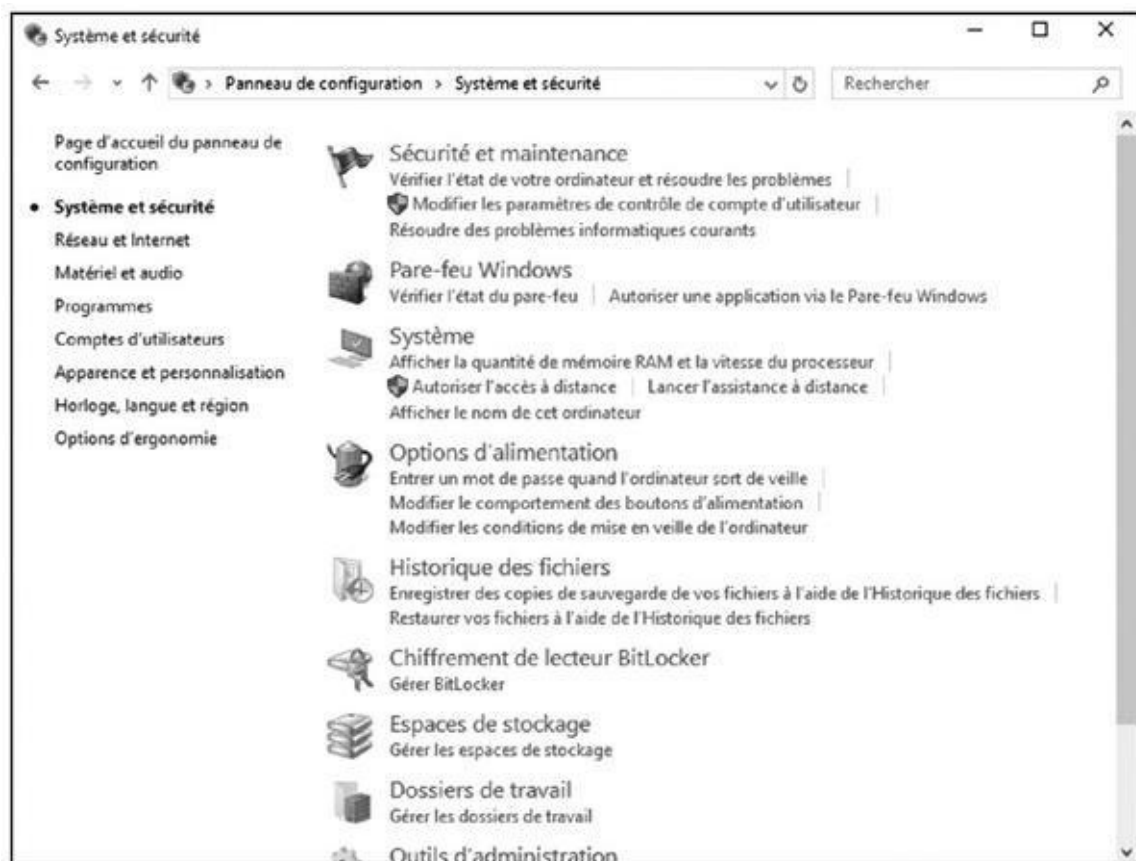 Système et sécurité
Panneau de configuration > Système et sécurité
Rechercher
Page d'accueil du panneau de
configuration
Système et sécurité
Réseau et Internet
Matériel et audio
Programmes
Comptes d'utilisateurs
Apparence et personnalisation
Horloge, langue et région
Options d'ergonomie
Sécurité et maintenance
Vérifier l'état de votre ordinateur et résoudre les problèmes
Modifier les paramètres de contrôle de compte d'utilisateur
Résoudre des problèmes informatiques courants
Pare-feu Windows
Vérifier l'état du pare-feu | Autoriser une application via le Pare-feu Windows
Système
Afficher la quantité de mémoire RAM et la vitesse du processeur
Autoriser l'accès à distance | Lancer l'assistance à distance
Afficher le nom de cet ordinateur
Options d'alimentation
Entrer un mot de passe quand l'ordinateur sort de veille
Modifier le comportement des boutons d'alimentation
Modifier les conditions de mise en veille de l'ordinateur
Historique des fichiers
Enregistrer des copies de sauvegarde de vos fichiers à l'aide de l'Historique des fichiers
Restaurer vos fichiers à l'aide de l'Historique des fichiers
Chiffrement de lecteur BitLocker
Gérer BitLocker
Espaces de stockage
Gérer les espaces de stockage
Dossiers de travail
Gérer les dossiers de travail
Outils d'administration